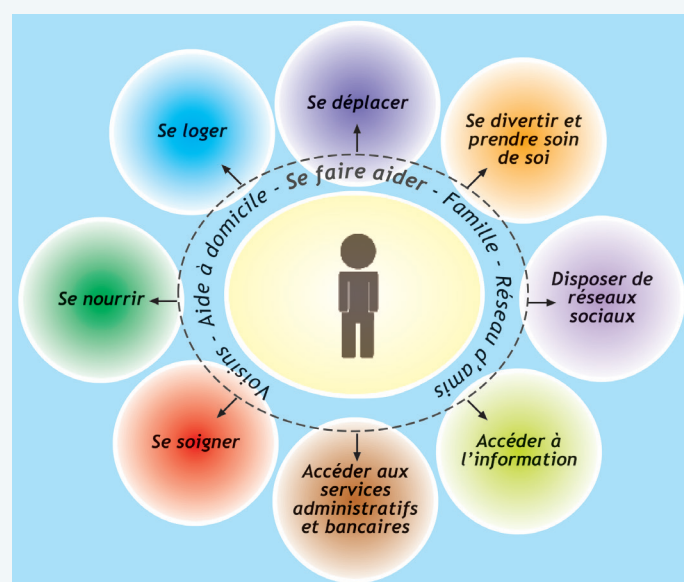 Se déplacer
Se divertir et
prendre soin
de soi
Se loger
Voisins - Aide à domicile - Se faire aider - Famille - Réseau d'amis
Se nourrir
Disposer de
réseaux
sociaux
Se soigner
Accéder à
l'information
Accéder aux
services
administratifs
et bancaires